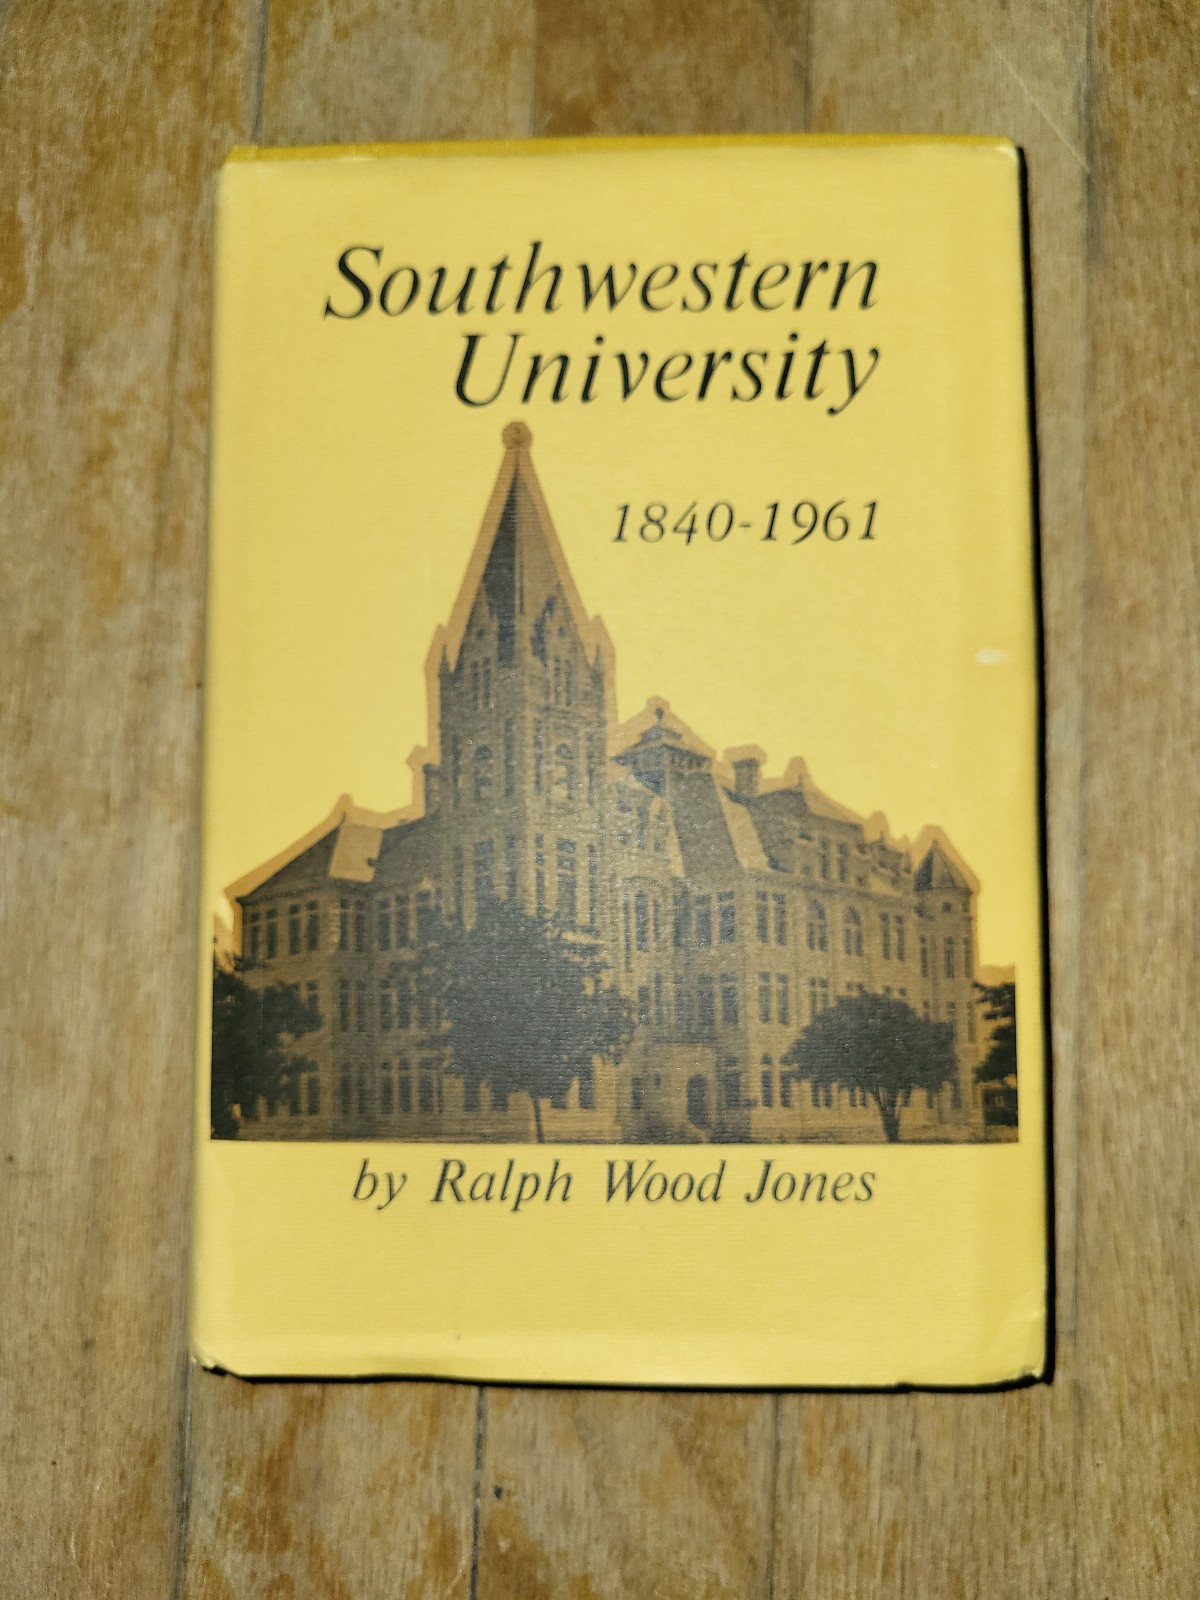 Southwestern
University
1840-1961
by Ralph Wood Jones